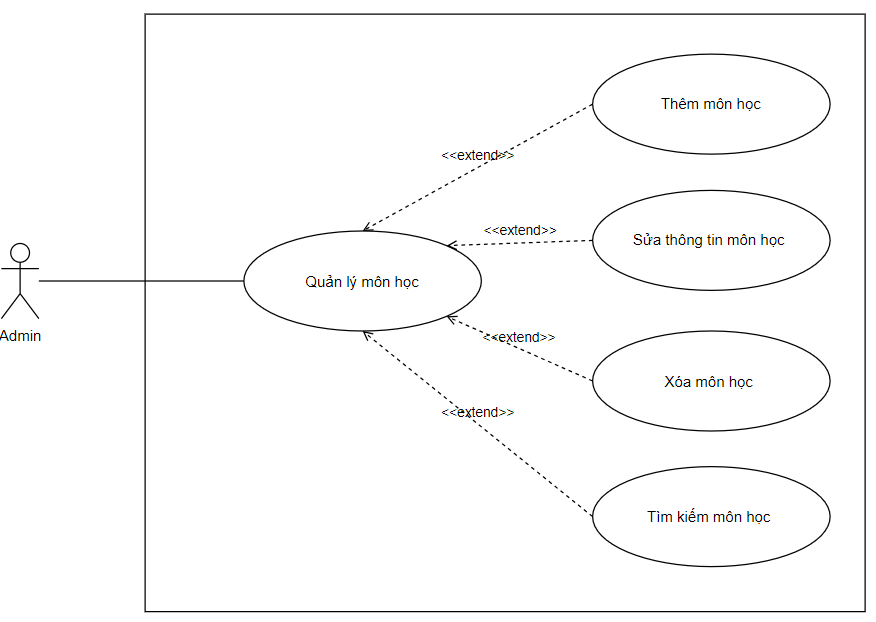 Thêm môn học
<<extend>>
<<extend>>
Sửa thông tin môn học
Quản lý môn học
Admin
<<extend>>
Xóa môn học
<<extend>>
Tìm kiếm môn học